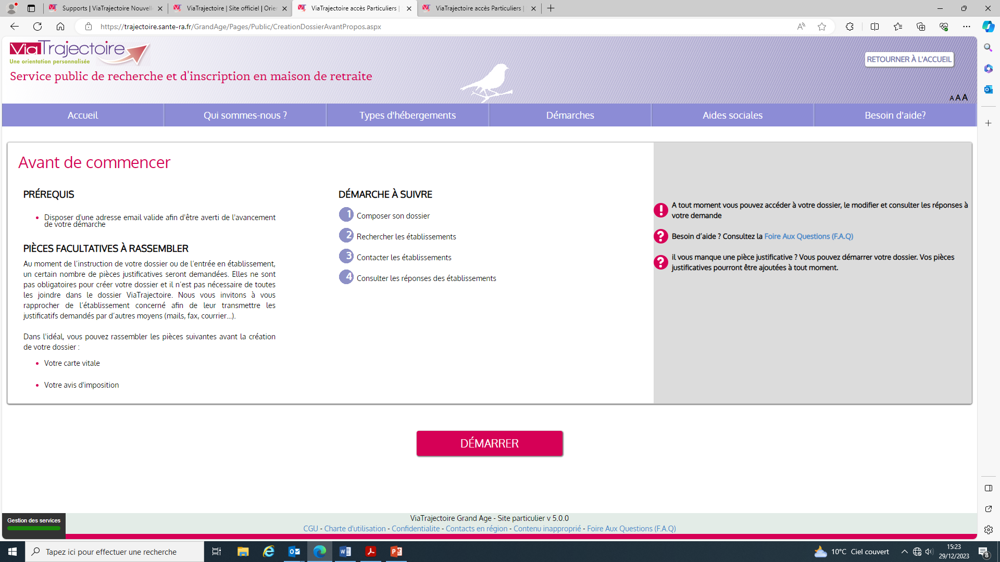 Supports | ViaTrajectoire Nouvell
ViaTrajectoire | Site officiel | Orie
ViaTrajectoire accès Particuliers |
ViaTrajectoire accès Particuliers |
https://trajectoire.sante-ra.fr/GrandAge/Pages/Public/CreationDossierAvantPropos.aspx
ViaTrajectoire
Une orientation personnalisée
Service public de recherche et d'inscription en maison de retraite
RETOURNER À L'ACCUEIL
A A A
Accueil
Qui sommes-nous ?
Types d'hébergements
Démarches
Aides sociales
Besoin d'aide?
Avant de commencer
PRÉREQUIS
Disposer d'une adresse email valide afin d'être averti de l'avancement
de votre démarche
PIÈCES FACULTATIVES À RASSEMBLER
Au moment de l’instruction de votre dossier ou de l’entrée en établissement,
un certain nombre de pièces justificatives seront demandées. Elles ne sont
pas obligatoires pour créer votre dossier et il n’est pas nécessaire de toutes
les joindre dans le dossier ViaTrajectoire. Nous vous invitons à vous
rapprocher de l’établissement concerné afin de leur transmettre les
justificatifs demandés par d’autres moyens (mails, fax, courrier…).
Dans l'idéal, vous pouvez rassembler les pièces suivantes avant la création
de votre dossier :
Votre carte vitale
Votre avis d'imposition
DÉMARCHE À SUIVRE
1 Composer son dossier
2 Rechercher les établissements
3 Contacter les établissements
4 Consulter les réponses des établissements
! A tout moment vous pouvez accéder à votre dossier, le modifier et consulter les réponses à
votre demande
? Besoin d’aide ? Consultez la Foire Aux Questions (F.A.Q)
? il vous manque une pièce justificative ? Vous pouvez démarrer votre dossier. Vos pièces
justificatives pourront être ajoutées à tout moment.
DÉMARRER
Gestion des services
ViaTrajectoire Grand Age - Site particulier v 5.0.0
CGU - Charte d'utilisation - Confidentialite - Contacts en région - Contenu inapproprié - Foire Aux Questions (F.A.Q)
Tapez ici pour effectuer une recherche
10°C Ciel couvert
15:23
29/12/2023
8